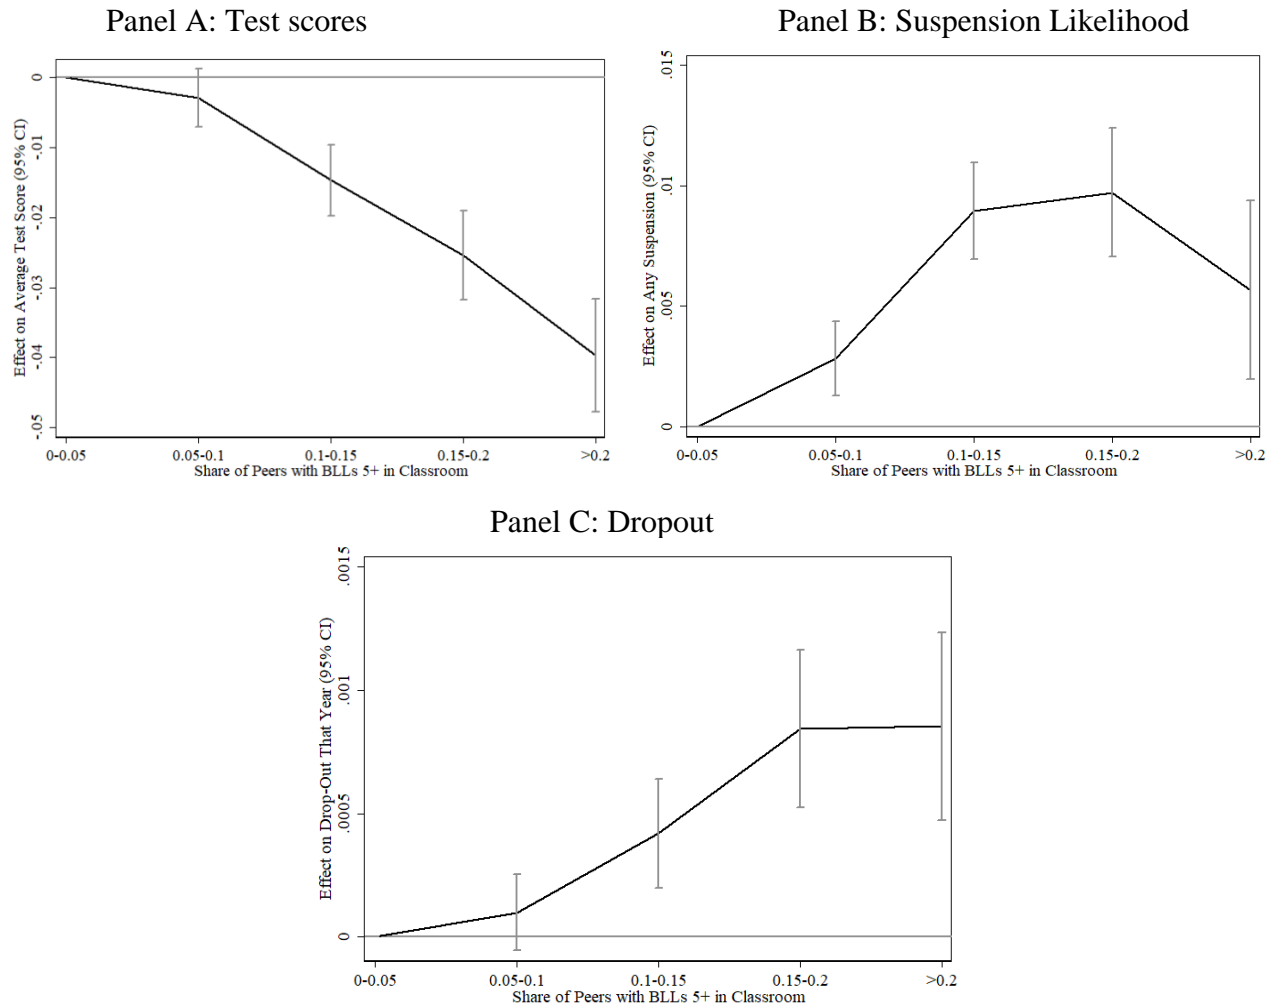 Panel A: Test scores
Effect on Average Test Score (95% CI)
0
-.01
-.02
-.03
-.04
-.05
0-0.05 0.05-0.1 0.1-0.15 0.15-0.2 >0.2
Share of Peers with BLLs 5+ in Classroom
Panel B: Suspension Likelihood
Effect on Any Suspension (95% CI)
.015
.01
.005
0
0-0.05 0.05-0.1 0.1-0.15 0.15-0.2 >0.2
Share of Peers with BLLs 5+ in Classroom
Panel C: Dropout
Effect on Drop-Out That Year (95% CI)
.0015
.001
.0005
0
0-0.05 0.05-0.1 0.1-0.15 0.15-0.2 >0.2
Share of Peers with BLLs 5+ in Classroom